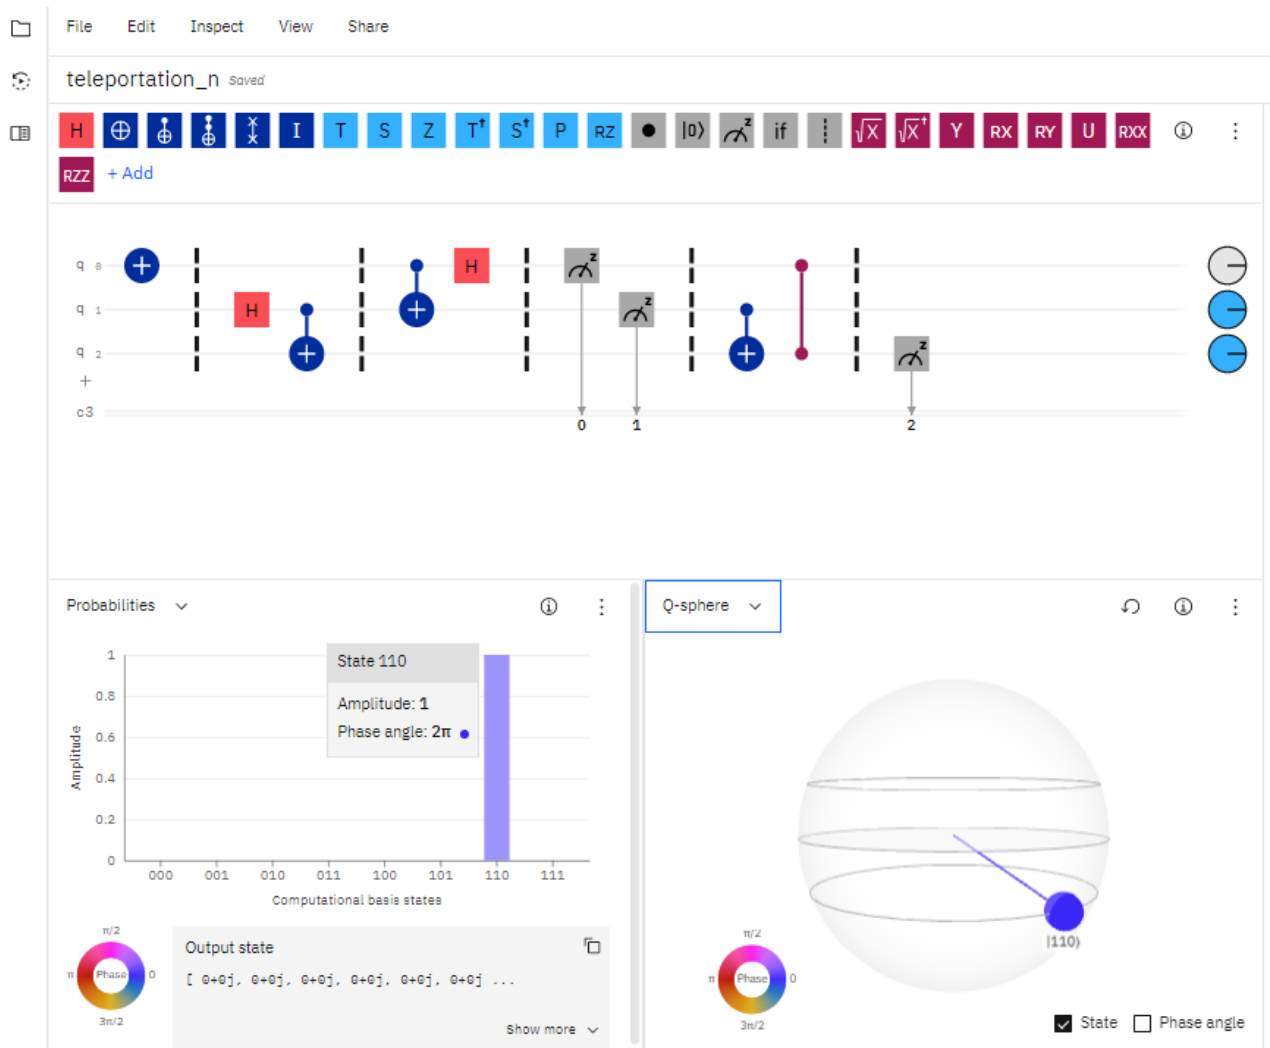 File Edit Inspect View Share
teleportation_n Saved
H I T S Z T† S† P RZ |0⟩ z if √X √X† Y RX RY U RXX
RZZ + Add
q 0 H z
q 1 H z
q 2 z
+
c3
0 1 2
Probabilities
Q-sphere
State 110
Amplitude: 1
Phase angle: 2π
Amplitude
1
0.8
0.6
0.4
0.2
0
000 001 010 011 100 101 110 111
Computational basis states
π/2
π Phase 0
3π/2
Output state
[ 0+0j, 0+0j, 0+0j, 0+0j, 0+0j, 0+0j ...
Show more
|110⟩
π/2
π Phase 0
3π/2
State Phase angle